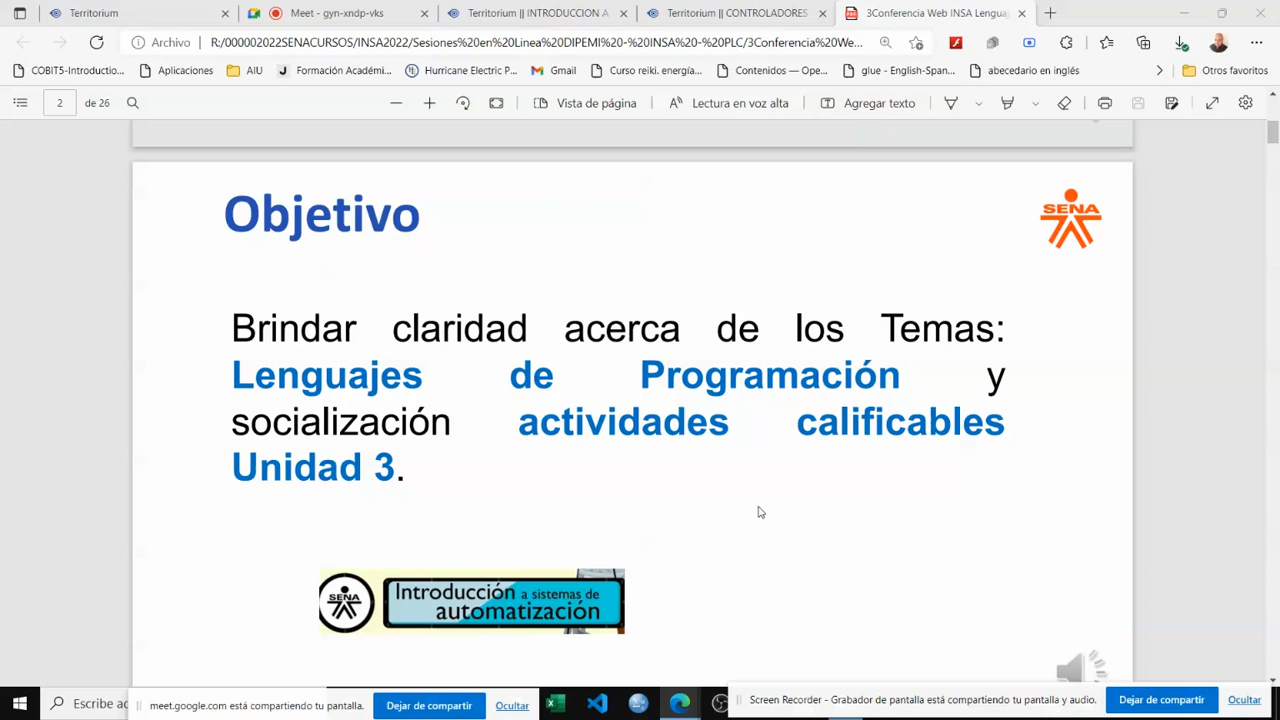 Territorium
Meet - gyn-xndp-vks
Territorium || INTRODUCCION A
Territorium || CONTROLADORES
3Conferencia Web INSA Lengua
Archivo
R:/000002022SENACURSOS/INSA2022/Sesiones%20en%20Linea%20DIPEMI%20-%20INSA%20-%20PLC/3Conferencia%20We...
COBIT5-Introductio...
Aplicaciones
AIU
Formación Académi...
Hurricane Electric P...
Gmail
Curso reiki. energía...
Contenidos — Ope...
glue - English-Span...
abecedario en inglés
Otros favoritos
2
de 26
Vista de página
Lectura en voz alta
Agregar texto
Objetivo
SENA
Brindar claridad acerca de los Temas:
Lenguajes de Programación y
socialización actividades calificables
Unidad 3.
SENA
Introducción a sistemas de
automatización
Escribe aq
meet.google.com está compartiendo tu pantalla.
Dejar de compartir
Ocultar
Screen Recorder - Grabador de pantalla está compartiendo tu pantalla y audio.
Dejar de compartir
Ocultar